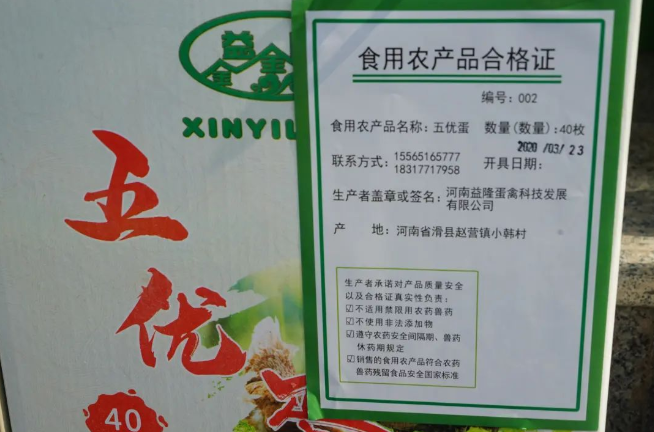 益
全 全
XINYIL
五
优
40
食用农产品合格证
编号：002
食用农产品名称：五优蛋 数量(数量)：40枚
2020/03/23
联系方式：15565165777
18317717958
开具日期：
生产者盖章或签名：河南益隆蛋禽科技发展
有限公司
产 地：河南省滑县赵营镇小韩村
生产者承诺对产品质量安全
以及合格证真实性负责：
☑不适用禁限用农药兽药
☑不使用非法添加物
☑遵守农药安全间隔期、兽药
休药期规定
☑销售的食用农产品符合农药
兽药残留食品安全国家标准